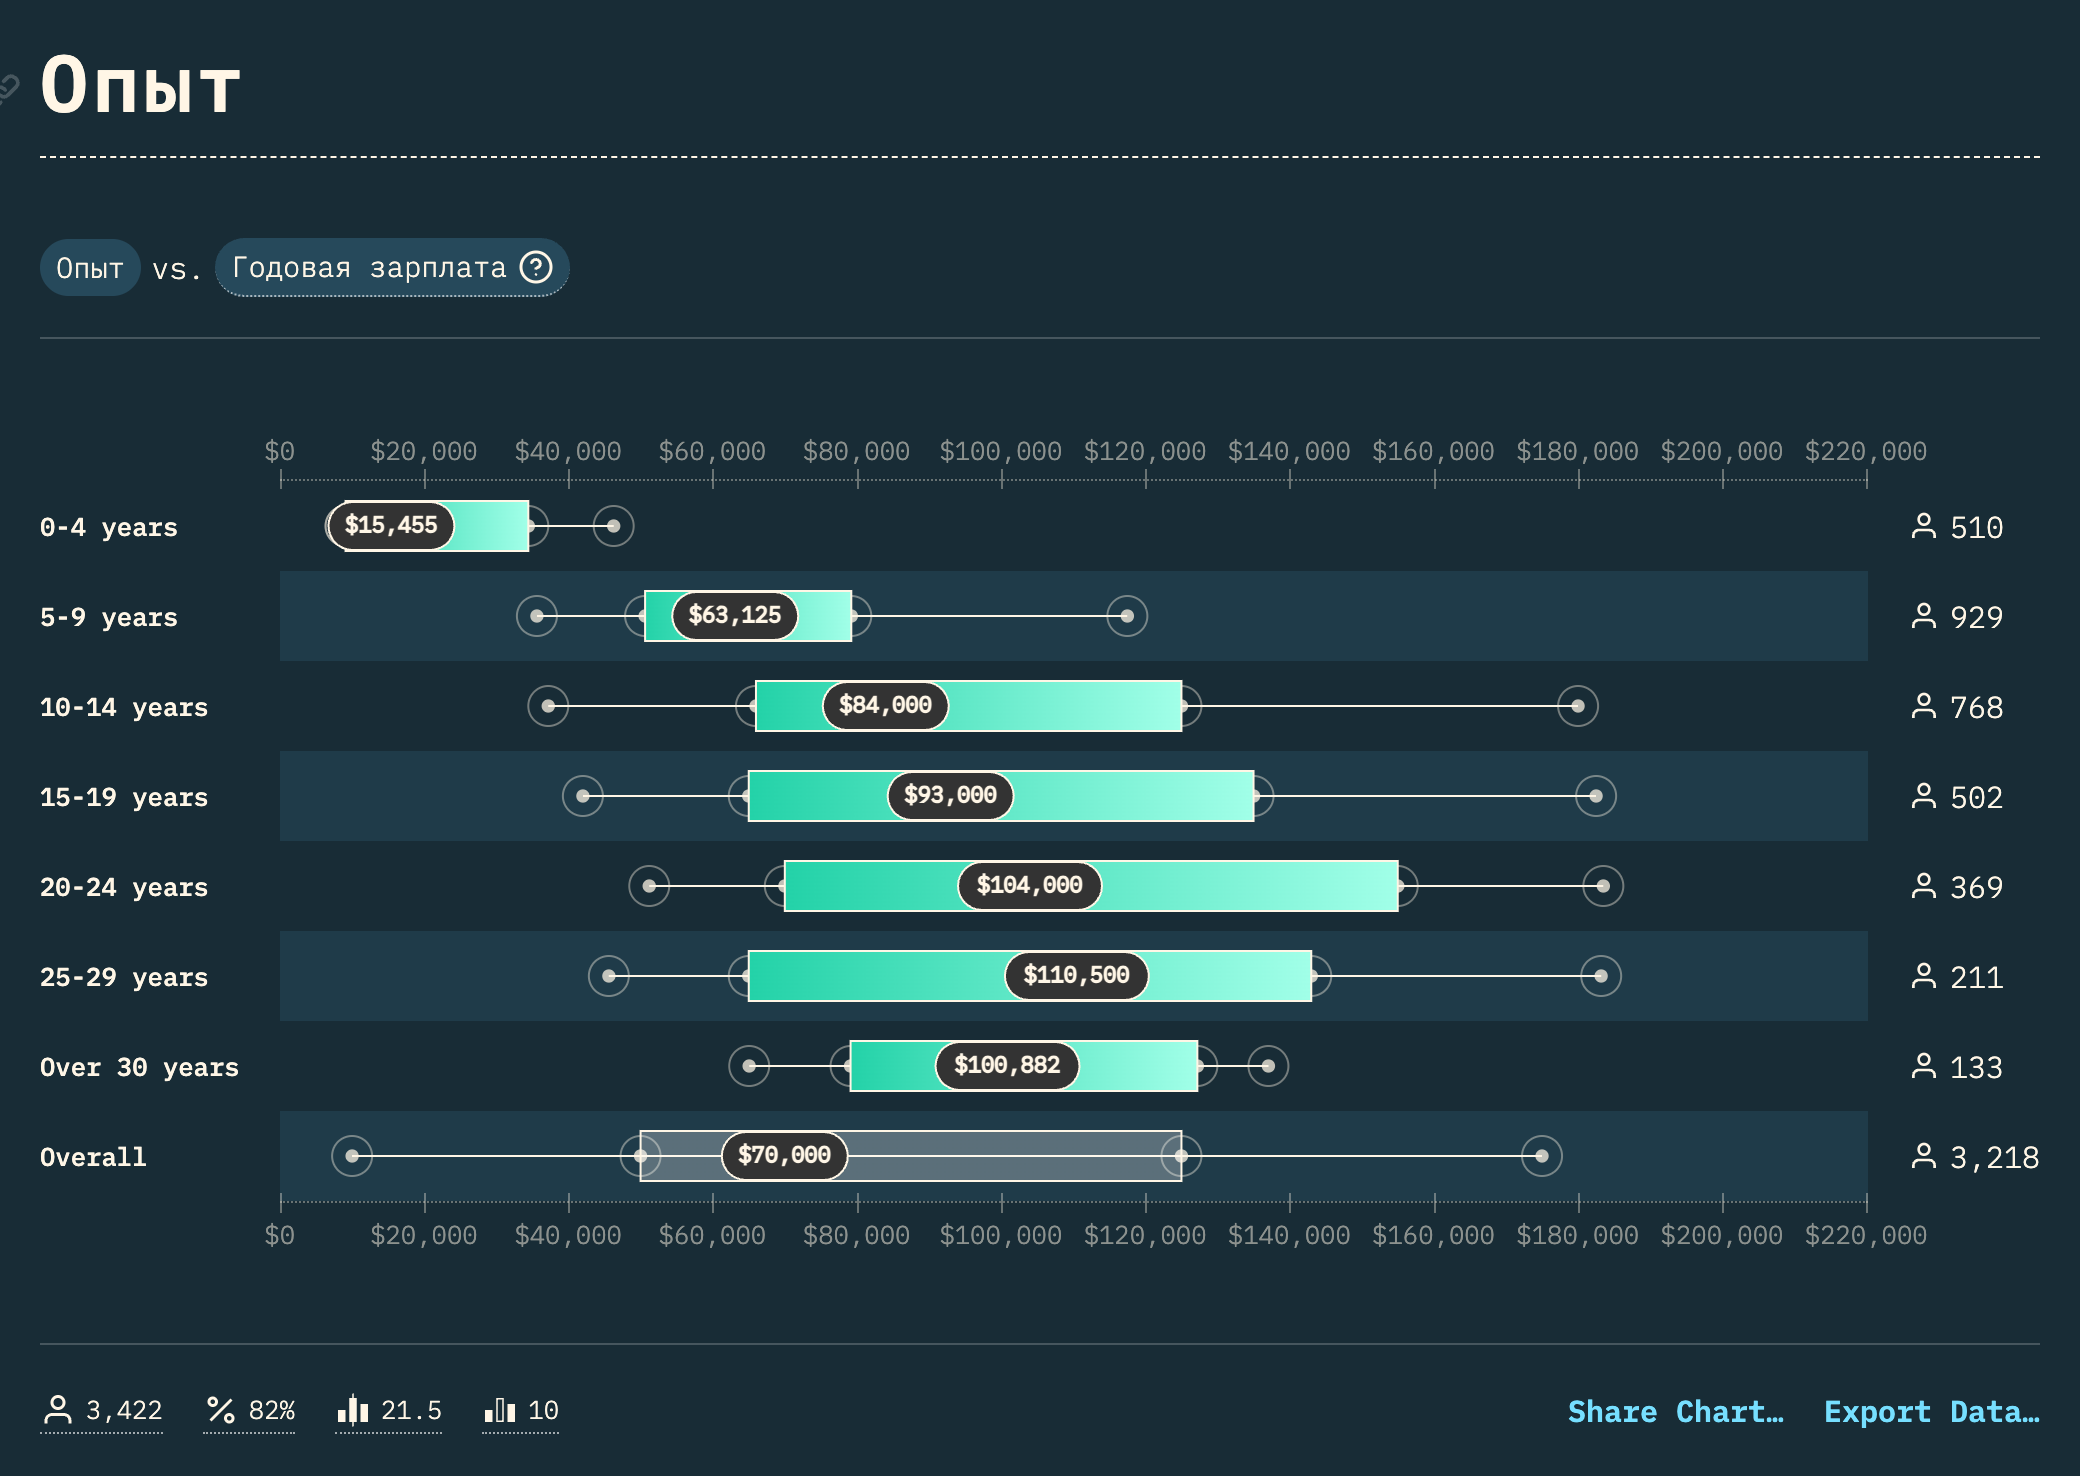 Опыт
Опыт vs. Годовая зарплата ?
$0 $20,000 $40,000 $60,000 $80,000 $100,000 $120,000 $140,000 $160,000 $180,000 $200,000 $220,000
0-4 years $15,455 510
5-9 years $63,125 929
10-14 years $84,000 768
15-19 years $93,000 502
20-24 years $104,000 369
25-29 years $110,500 211
Over 30 years $100,882 133
Overall $70,000 3,218
$0 $20,000 $40,000 $60,000 $80,000 $100,000 $120,000 $140,000 $160,000 $180,000 $200,000 $220,000
3,422 % 82% 21.5 10 Share Chart… Export Data…